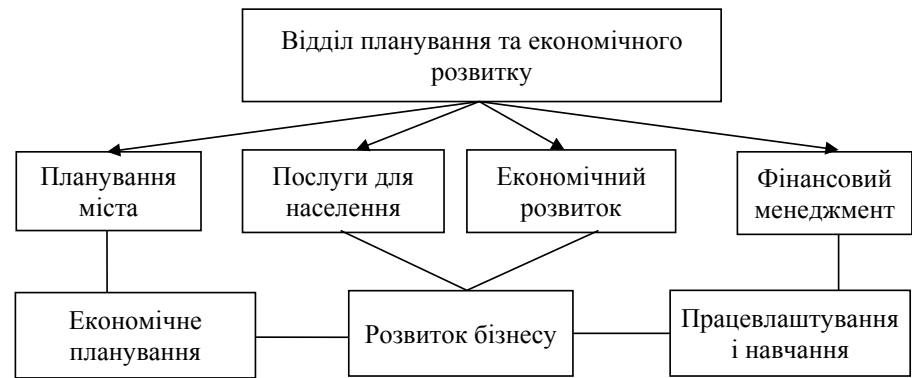 Відділ планування та економічного
розвитку
Планування
міста
Послуги для
населення
Економічний
розвиток
Фінансовий
менеджмент
Економічне
планування
Розвиток бізнесу
Працевлаштування
і навчання